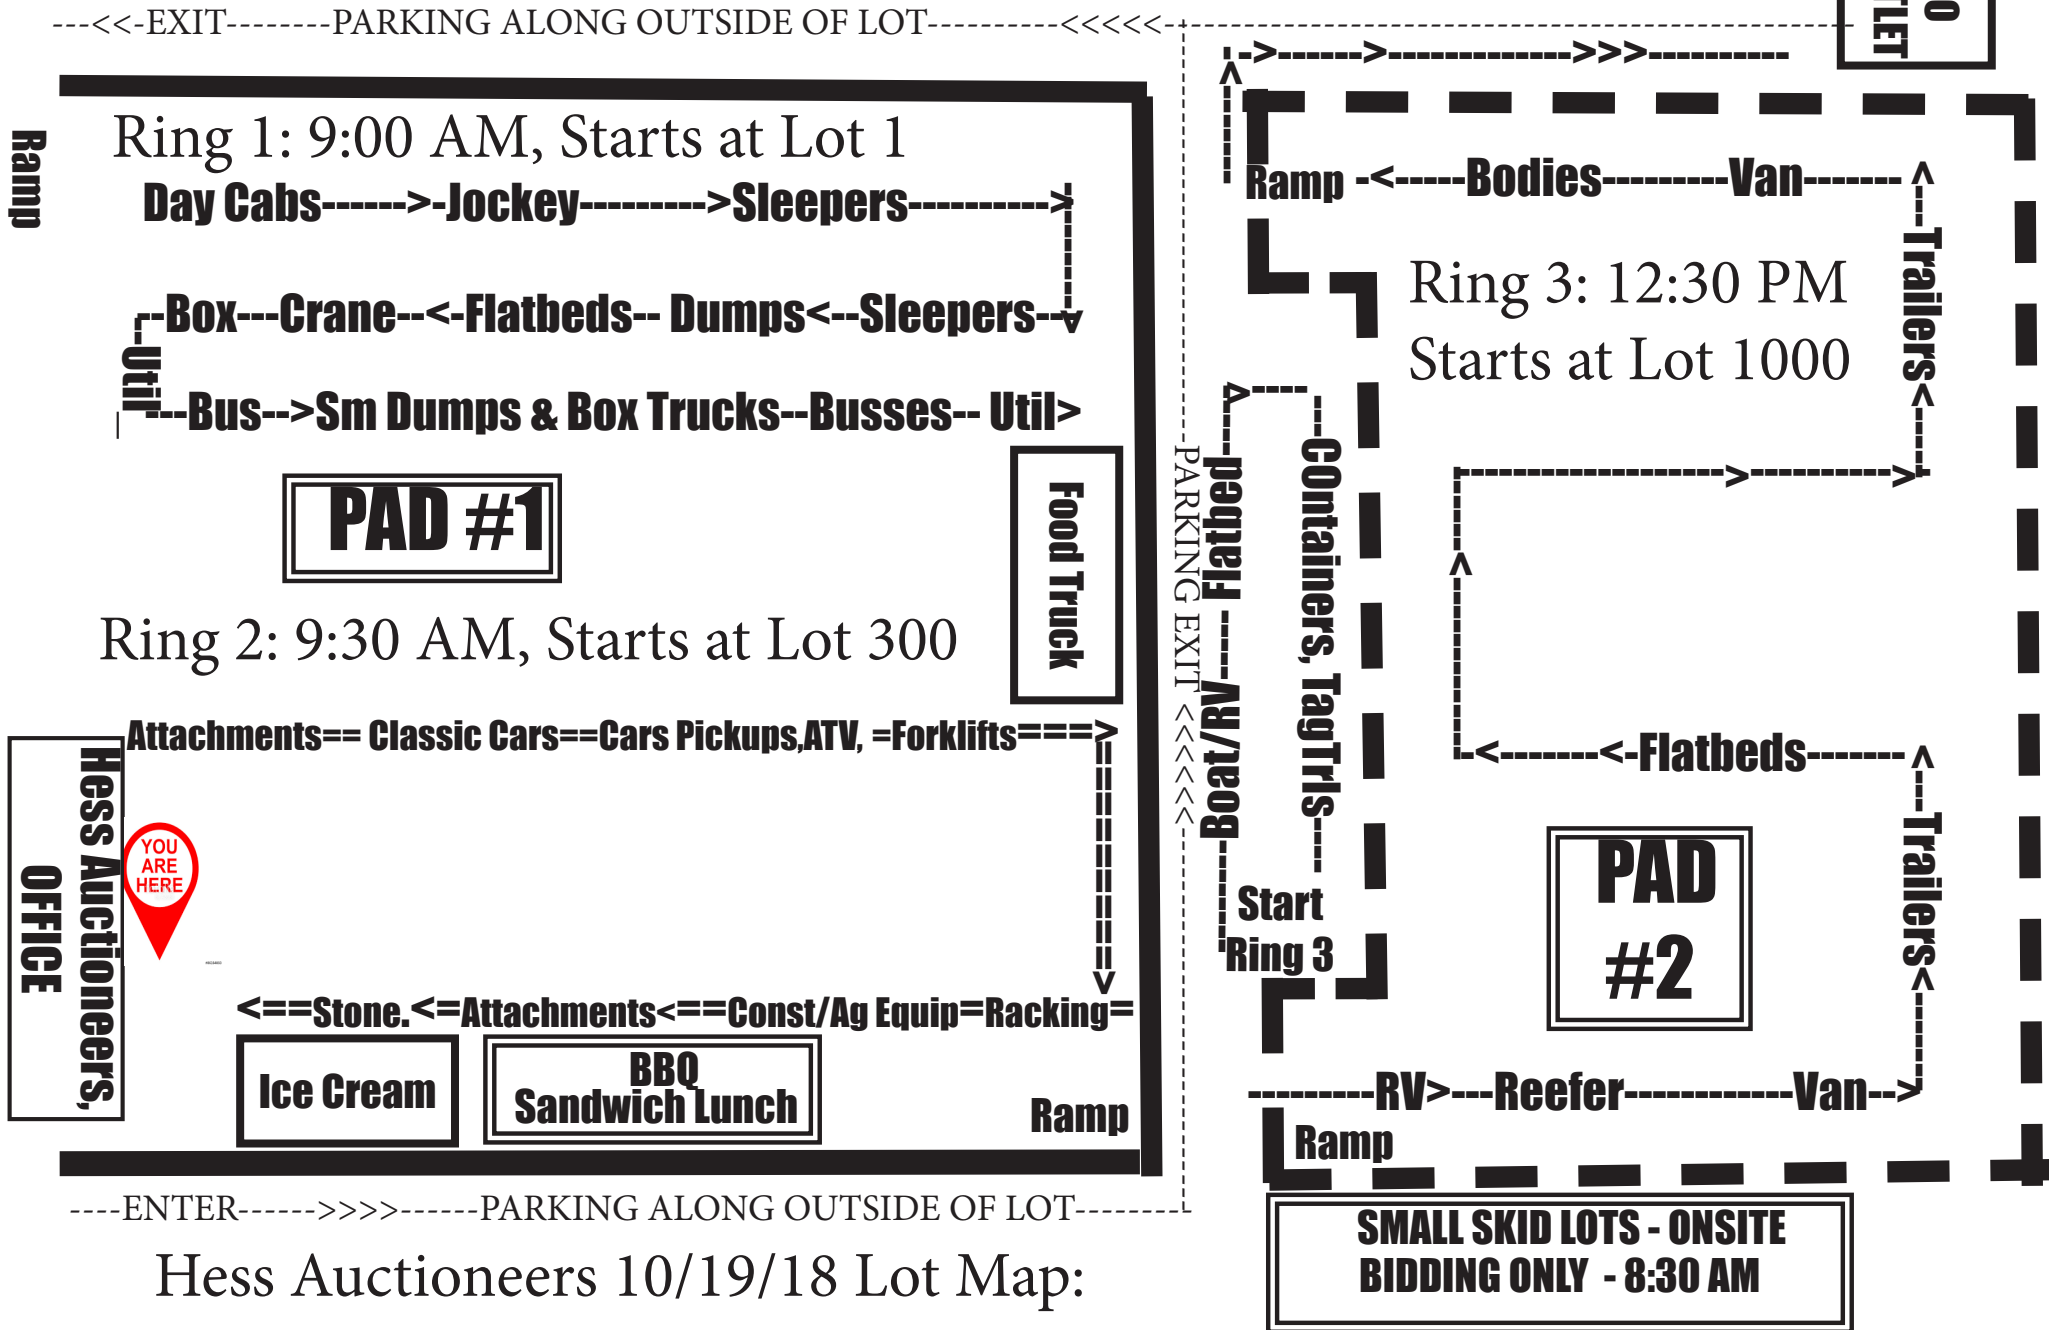 ---<<-EXIT--------PARKING ALONG OUTSIDE OF LOT----------<<<<<-----
O
TLET
->------>------------->>>----------
Ramp
Ring 1: 9:00 AM, Starts at Lot 1
Day Cabs------>-Jockey--------->Sleepers---------->
--Box---Crane--<-Flatbeds-- Dumps<--Sleepers--
--Util
---Bus-->Sm Dumps & Box Trucks--Busses-- Util>
PAD #1
Food Truck
Ring 2: 9:30 AM, Starts at Lot 300
Attachments== Classic Cars==Cars Pickups,ATV, =Forklifts====>
Hess Auctioneers,
OFFICE
YOU
ARE
HERE
<==Stone.<=Attachments<==Const/Ag Equip=Racking=
Ice Cream
BBQ
Sandwich Lunch
Ramp
----ENTER------>>>>------PARKING ALONG OUTSIDE OF LOT--------
Hess Auctioneers 10/19/18 Lot Map:
PARKING EXIT <<<<<<
Ramp -<-----Bodies---------Van-------
<---Trailers<-----
Ring 3: 12:30 PM
Starts at Lot 1000
------Boat/RV---- Flatbed----->----
---COntainers, TagTrls----
Start
Ring 3
-<-------<-Flatbeds-------
<---Trailers<------
PAD
#2
---------RV>---Reefer------------Van-->
Ramp
SMALL SKID LOTS - ONSITE
BIDDING ONLY - 8:30 AM